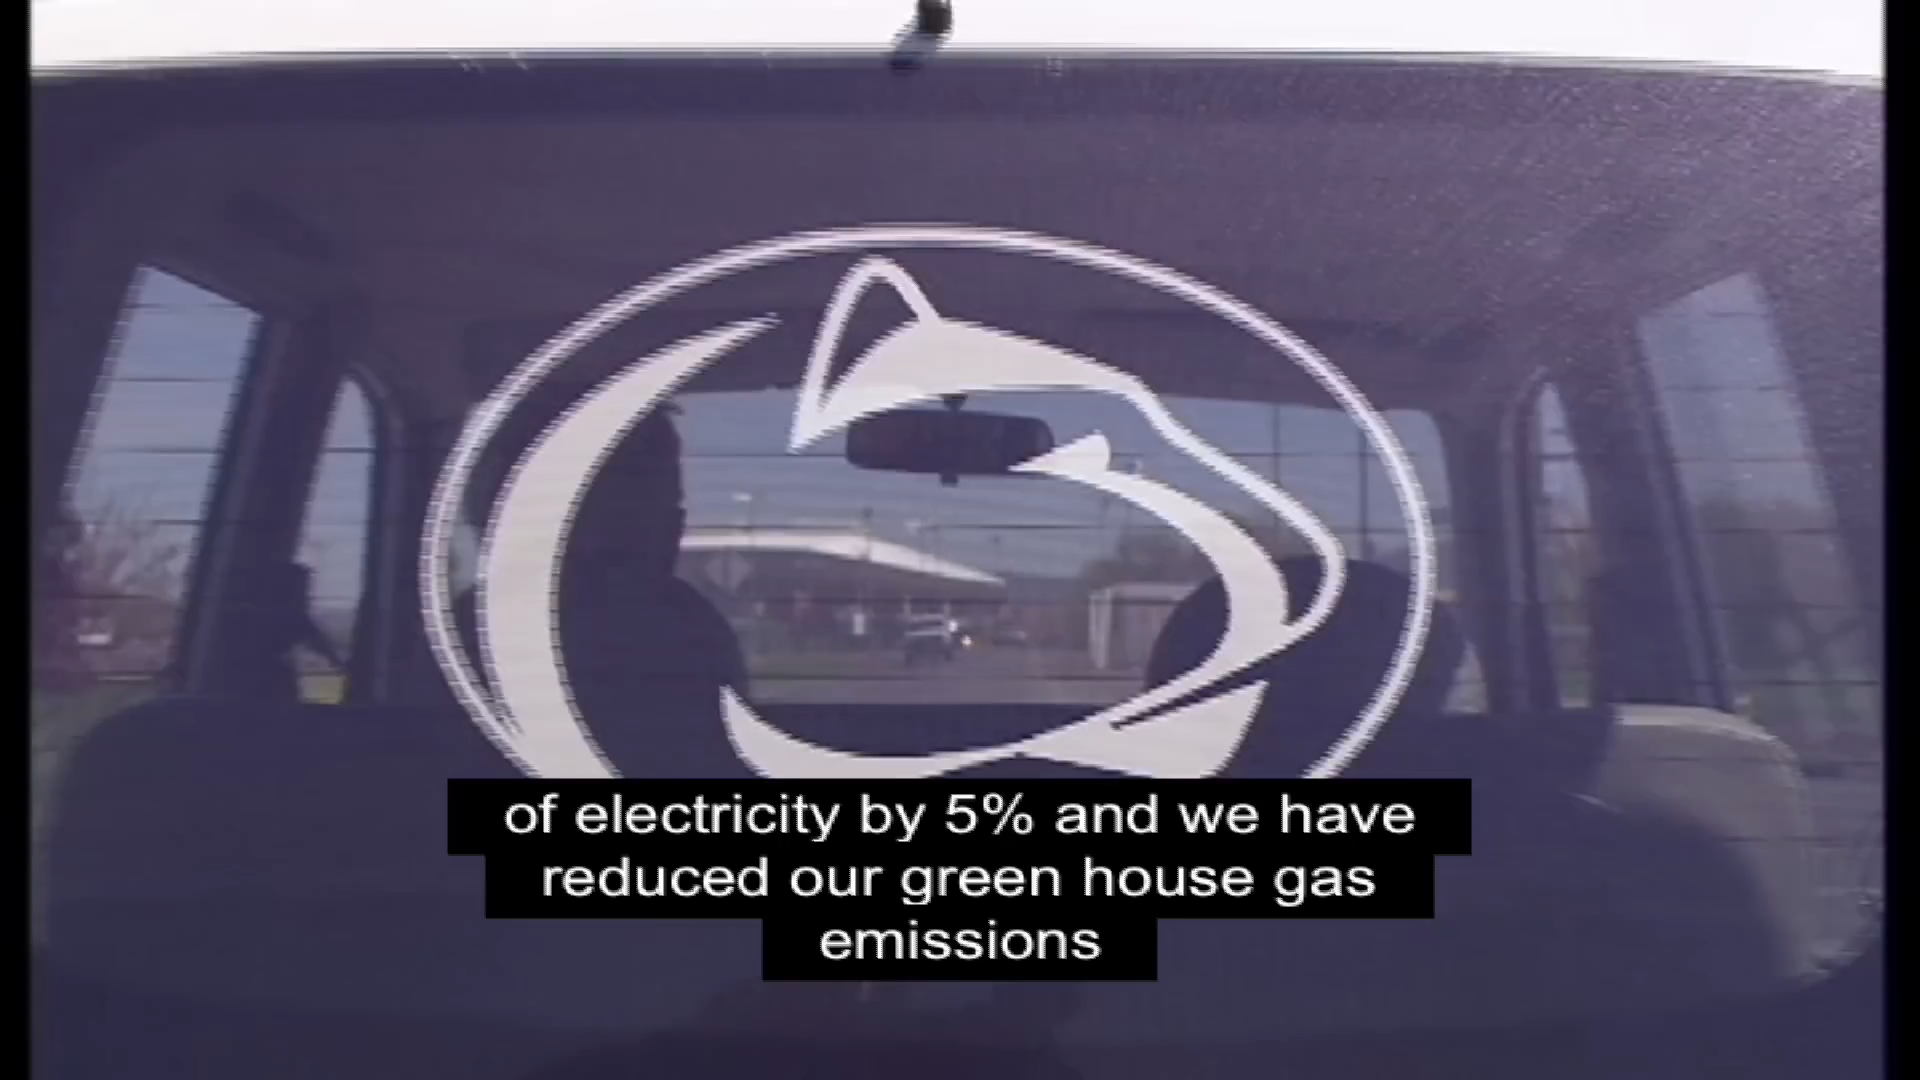 of electricity by 5% and we have
reduced our green house gas
emissions